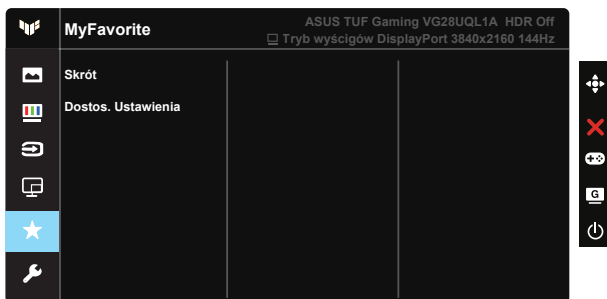 MyFavorite
ASUS TUF Gaming VG28UQL1A HDR Off
Tryb wyścigów DisplayPort 3840x2160 144Hz
Skrót
Dostos. Ustawienia
G